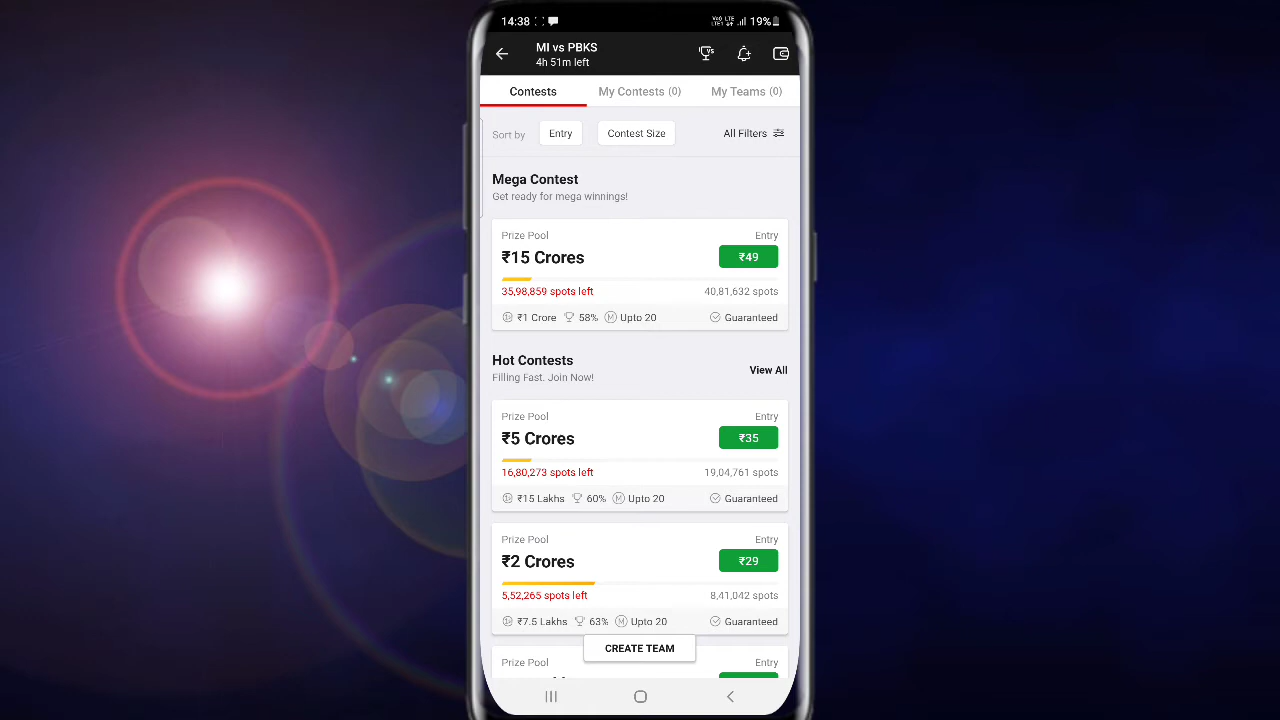 14:38
19%
MI vs PBKS
4h 51m left
Contests
My Contests (0)
My Teams (0)
Sort by
Entry
Contest Size
All Filters
Mega Contest
Get ready for mega winnings!
Prize Pool
Entry
₹15 Crores
₹49
35,98,859 spots left
40,81,632 spots
₹1 Crore
58%
M
Upto 20
Guaranteed
Hot Contests
Filling Fast. Join Now!
View All
Prize Pool
Entry
₹5 Crores
₹35
16,80,273 spots left
19,04,761 spots
₹15 Lakhs
60%
M
Upto 20
Guaranteed
Prize Pool
Entry
₹2 Crores
₹29
5,52,265 spots left
8,41,042 spots
₹7.5 Lakhs
63%
M
Upto 20
Guaranteed
CREATE TEAM
Prize Pool
Entry